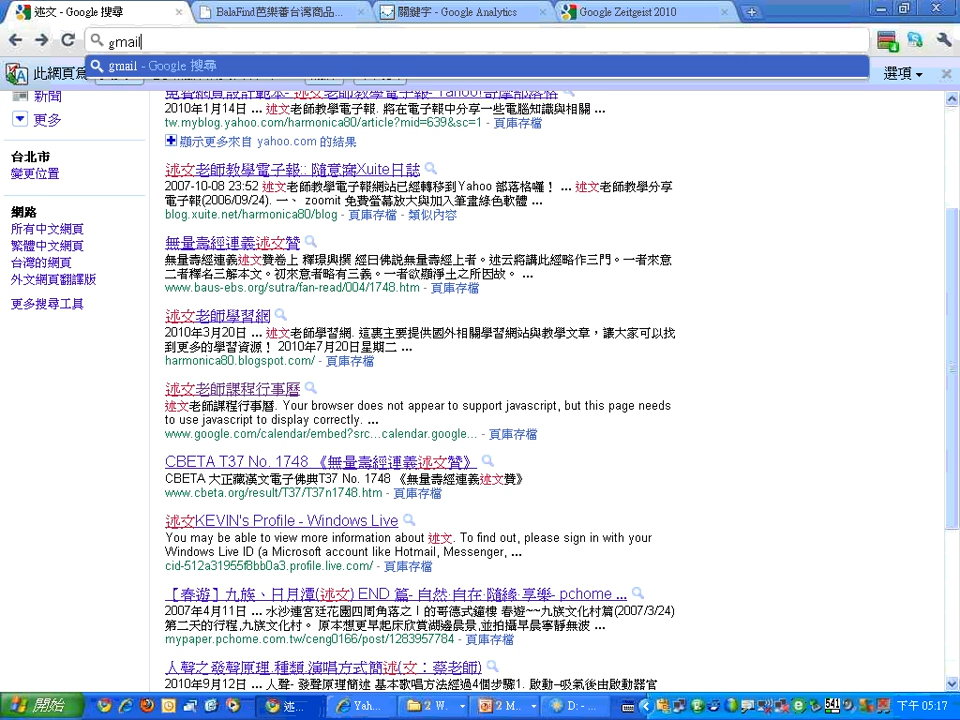 述文 - Google 搜尋
BalaFind芭樂番台灣商品...
關鍵字 - Google Analytics
Google Zeitgeist 2010
gmail
gmail - Google 搜尋
此網頁為
選項
新聞
更多
台北市
變更位置
網路
所有中文網頁
繁體中文網頁
台灣的網頁
外文網頁翻譯版
更多搜尋工具
免費網頁設計範本- 述文老師教學電子報- Yahoo!奇摩部落格
2010年1月14日 ... 述文老師教學電子報. 將在電子報中分享一些電腦知識與相關 ...
tw.myblog.yahoo.com/harmonica80/article?mid=639&sc=1 - 頁庫存檔
顯示更多來自 yahoo.com 的結果
述文老師教學電子報:: 隨意窩Xuite日誌
2007-10-08 23:52 述文老師教學電子報網站已經轉移到Yahoo 部落格囉！ ... 述文老師教學分享
電子報(2006/09/24). 一、 zoomit 免費螢幕放大與加入筆畫綠色軟體 ...
blog.xuite.net/harmonica80/blog - 頁庫存檔 - 類似內容
無量壽經連義述文贊
無量壽經連義述文贊卷上 釋璟興撰 經曰佛說無量壽經上者。述云將講此經略作三門。一者來意
二者釋名三解本文。初來意者略有三義。一者欲顯淨土之所因故。 ...
www.baus-ebs.org/sutra/fan-read/004/1748.htm - 頁庫存檔
述文老師學習網
2010年3月20日 ... 述文老師學習網. 這裏主要提供國外相關學習網站與教學文章，讓大家可以找
到更多的學習資源！ 2010年7月20日星期二 ...
harmonica80.blogspot.com/ - 頁庫存檔
述文老師課程行事曆
述文老師課程行事曆. Your browser does not appear to support javascript, but this page needs
to use javascript to display correctly. ...
www.google.com/calendar/embed?src...calendar.google... - 頁庫存檔
CBETA T37 No. 1748 《無量壽經連義述文贊》
CBETA 大正藏漢文電子佛典T37 No. 1748 《無量壽經連義述文贊》
www.cbeta.org/result/T37/T37n1748.htm - 頁庫存檔
述文KEVIN's Profile - Windows Live
You may be able to view more information about 述文. To find out, please sign in with your
Windows Live ID (a Microsoft account like Hotmail, Messenger, ...
cid-512a31955f8bb0a3.profile.live.com/ - 頁庫存檔
【春遊】九族、日月潭(述文) END 篇- 自然·自在·隨緣·享樂- pchome ...
2007年4月11日 ... 水沙連宮廷花園四周角落之1 的哥德式鐘樓 春遊~~九族文化村篇(2007/3/24)
第二天的行程,九族文化村。 原本想更早起床欣賞湖邊晨景,並拍攝早晨寧靜無波 ...
mypaper.pchome.com.tw/ceng0166/post/1283957784 - 頁庫存檔
人聲之發聲原理,種類,演唱方式簡述(文：蔡老師)
2010年9月12日 ... 人聲- 發聲原理簡述 基本歌唱方法經過4個步驟1. 啟動–吸氣後由啟動器官
開始
述...
Yah...
2 W.
2 M..
D: - ...
541
下午 05:17